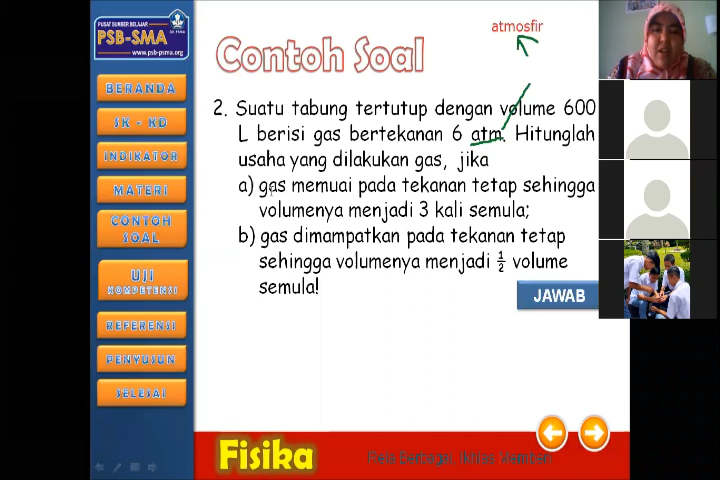 PUSAT SUMBER BELAJAR
PSB-SMA
www.psb-psma.org
Contoh Soal
atmosfir
BERANDA
SK - KD
INDIKATOR
MATERI
CONTOH
SOAL
UJI
KOMPETENSI
REFERENSI
PENYUSUN
SELESAI
2. Suatu tabung tertutup dengan volume 600
L berisi gas bertekanan 6 atm. Hitunglah
usaha yang dilakukan gas, jika
a) gas memuai pada tekanan tetap sehingga
volumenya menjadi 3 kali semula;
b) gas dimampatkan pada tekanan tetap
sehingga volumenya menjadi ½ volume
semula!
JAWAB
Fisika
Rela Berbagi, Ikhlas Memberi